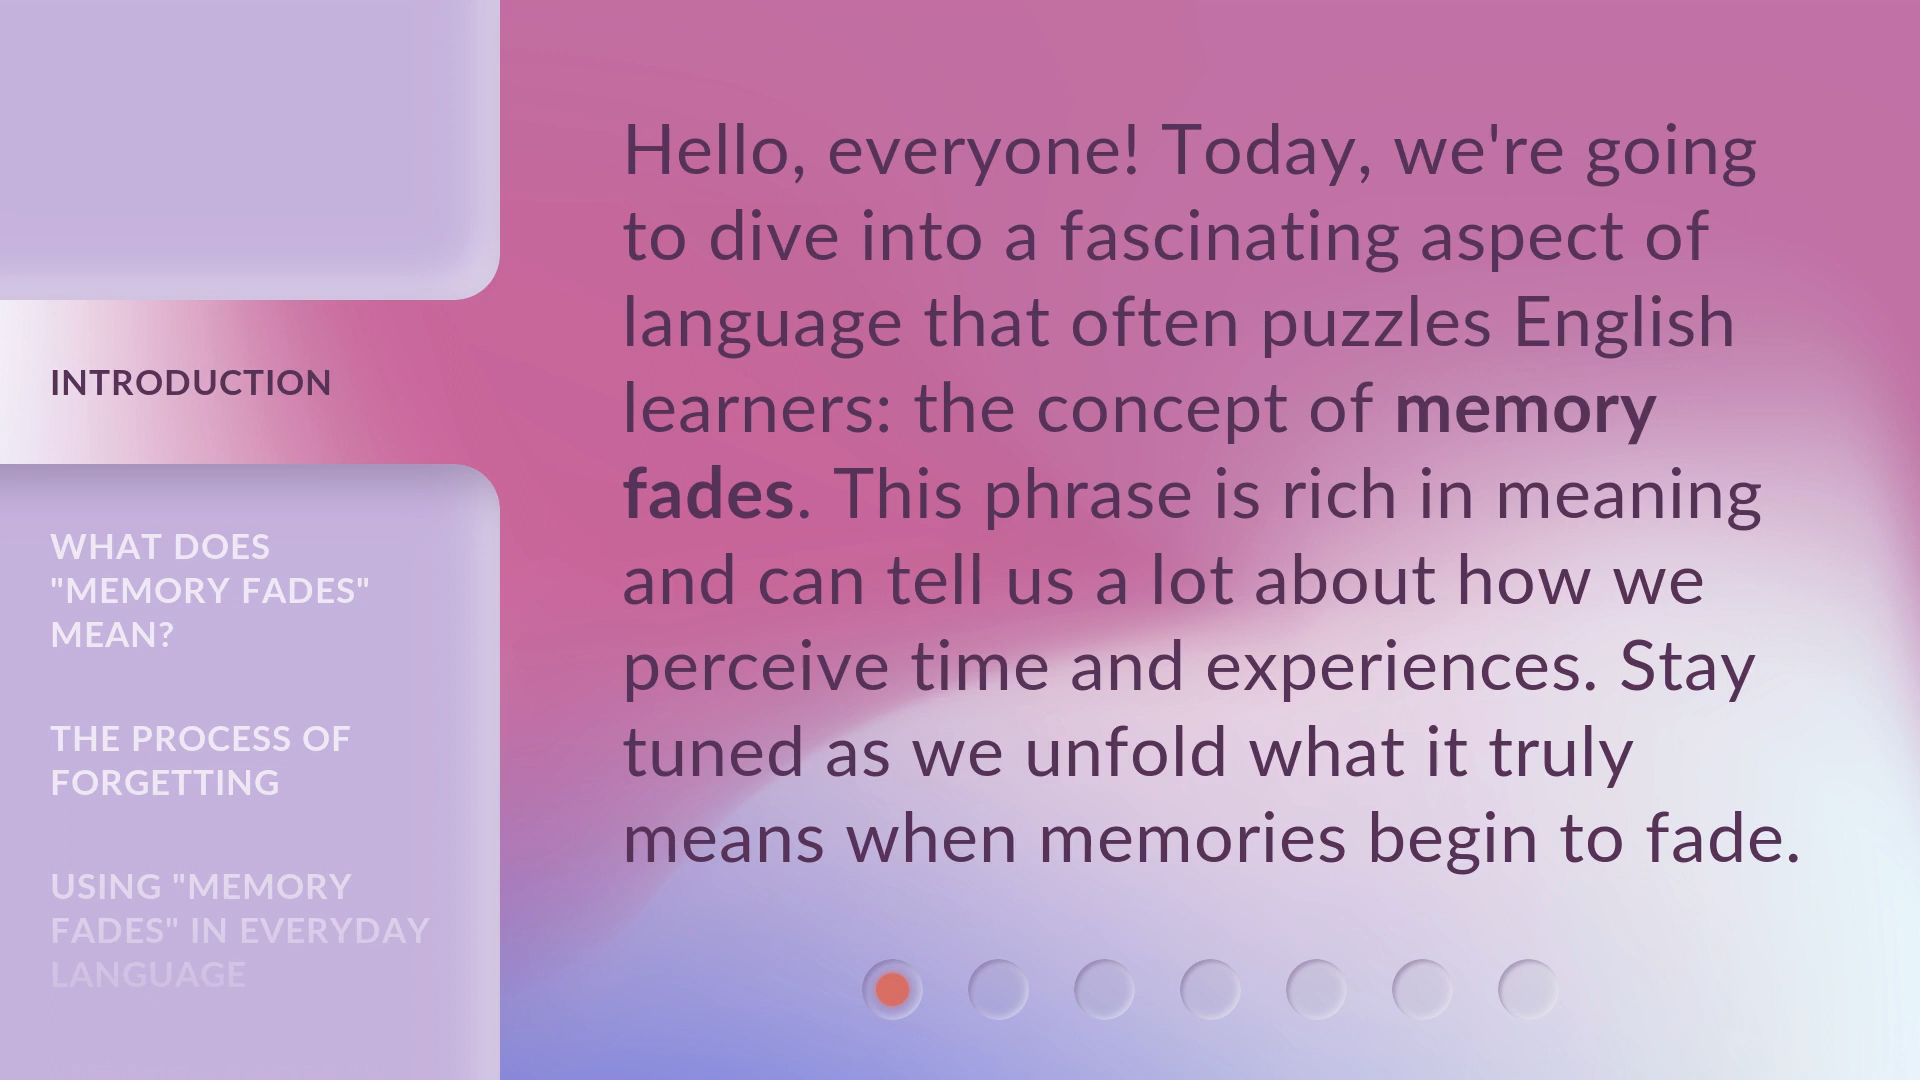 INTRODUCTION
WHAT DOES
"MEMORY FADES"
MEAN?
THE PROCESS OF
FORGETTING
USING "MEMORY
FADES" IN EVERYDAY
LANGUAGE
Hello, everyone! Today, we're going
to dive into a fascinating aspect of
language that often puzzles English
learners: the concept of memory
fades. This phrase is rich in meaning
and can tell us a lot about how we
perceive time and experiences. Stay
tuned as we unfold what it truly
means when memories begin to fade.